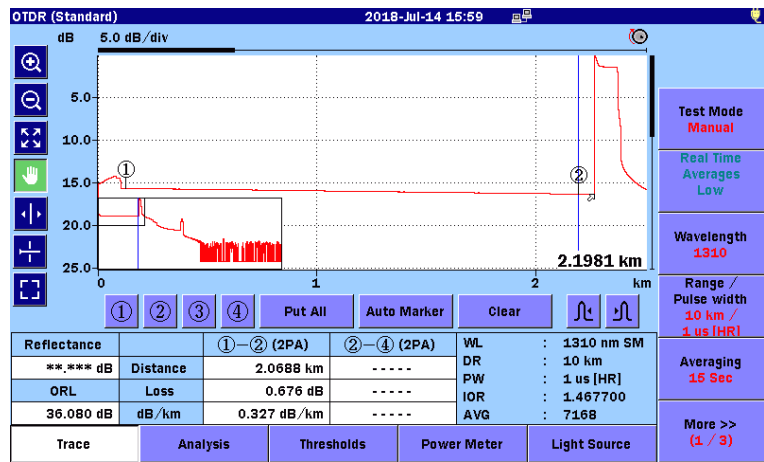 OTDR (Standard) 2018-Jul-14 15:59
dB 5.0 dB/div
5.0
10.0
15.0
20.0
25.0
① ②
2.1981 km
0 1 2 km
① ② ③ ④ Put All Auto Marker Clear
Reflectance
**.*** dB
ORL
36.080 dB
①-② (2PA) ②-④ (2PA)
Distance 2.0688 km -----
Loss 0.676 dB -----
dB/km 0.327 dB/km -----
WL : 1310 nm SM
DR : 10 km
PW : 1 us [HR]
IOR : 1.467700
AVG : 7168
Trace Analysis Thresholds Power Meter Light Source
Test Mode
Manual
Real Time
Averages
Low
Wavelength
1310
Range /
Pulse width
10 km /
1 us [HR]
Averaging
15 Sec
More >>
(1 / 3)